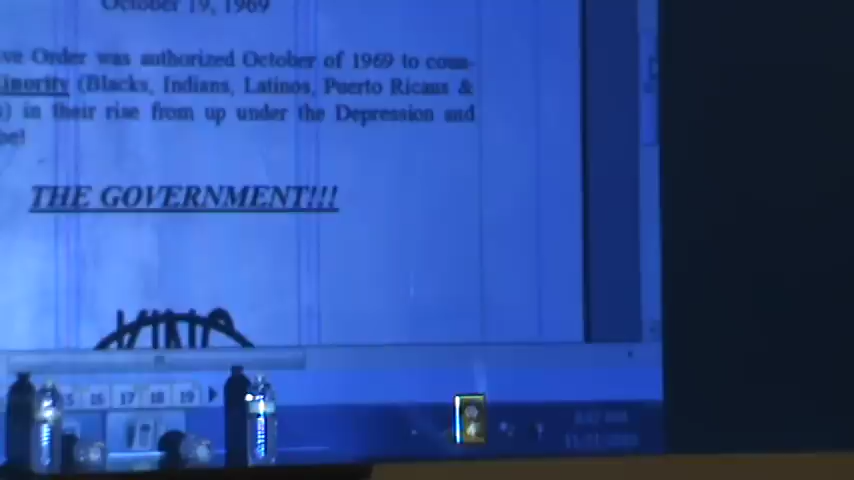 October 19, 1969
ve Order was authorized October of 1969 to coun-
inority (Blacks, Indians, Latinos, Puerto Ricans &
) in their rise from up under the Depression and
be!
THE GOVERNMENT!!!
15 16 17 18 19